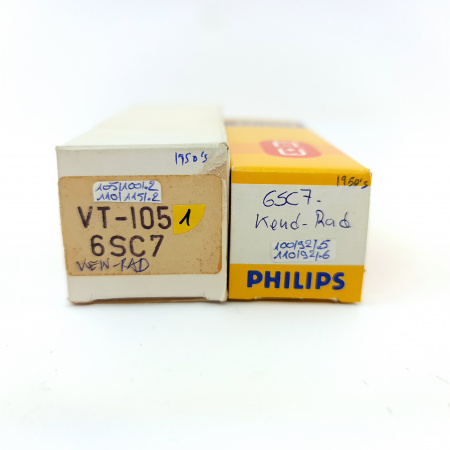 1950's
105/100/-2
110/115/-2
VT-105
1
6SC7
KEN-RAD
1950's
6SC7-
Kend-Rad
100/92/-5
110/92/-6
PHILIPS